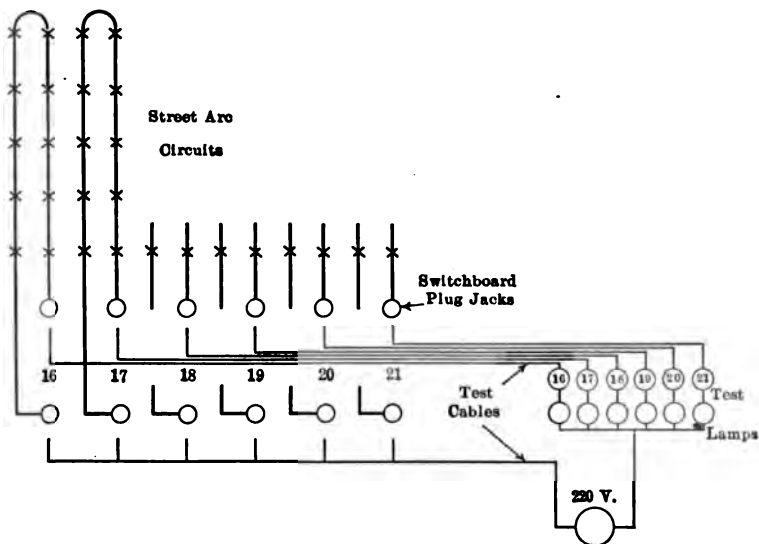 Street Arc
Circuits
Switchboard
Plug Jacks
16 17 18 19 20 21
16 17 18 19 20 21
Test
Cables
Test
Lamps
220 V.